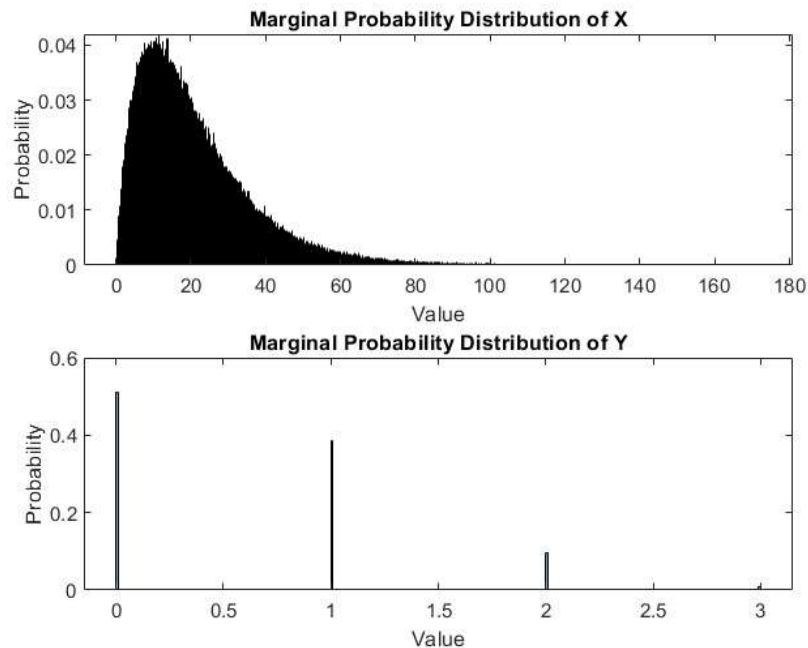 Marginal Probability Distribution of X
0.04
0.03
0.02
0.01
0
Probability
0 20 40 60 80 100 120 140 160 180
Value
Marginal Probability Distribution of Y
0.6
0.4
0.2
0
Probability
0 0.5 1 1.5 2 2.5 3
Value